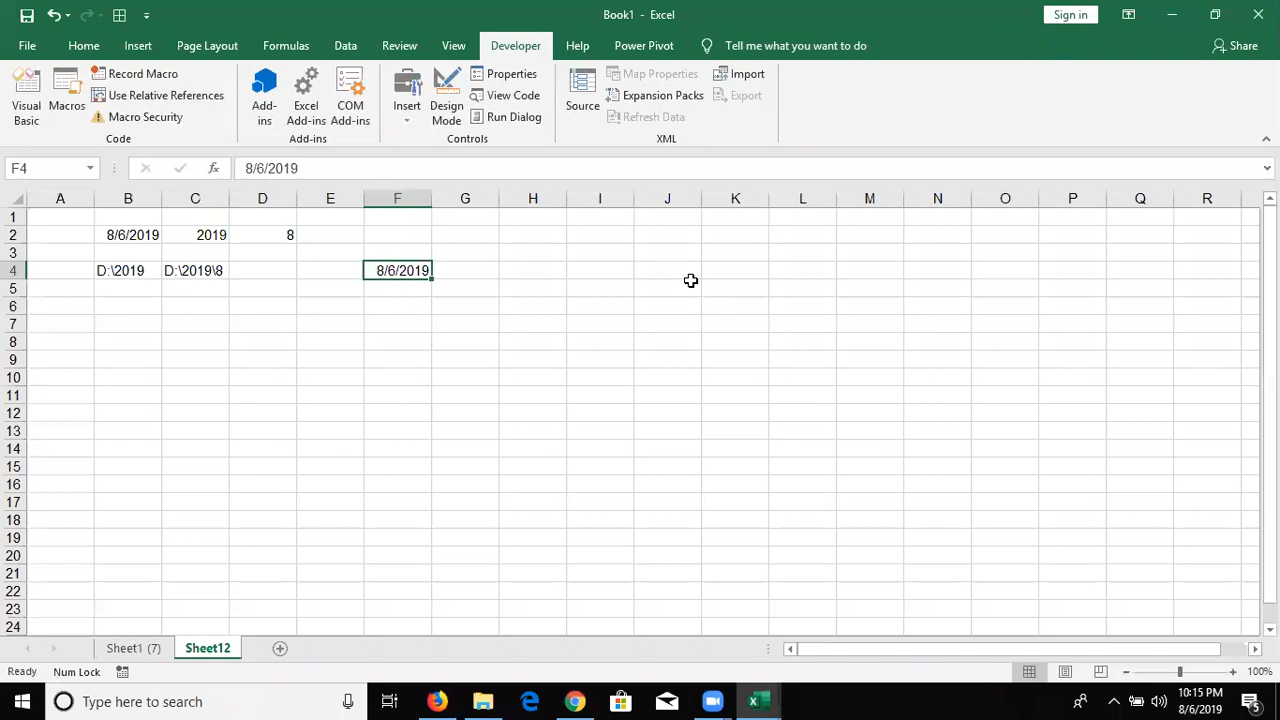 Book1 - Excel
Sign in
File Home Insert Page Layout Formulas Data Review View Developer Help Power Pivot Tell me what you want to do Share
Visual Basic
Macros
Record Macro
Use Relative References
Macro Security
Code
Add-ins
Excel Add-ins
COM Add-ins
Add-ins
Insert
Design Mode
Properties
View Code
Run Dialog
Controls
Source
Map Properties
Expansion Packs
Refresh Data
Import
Export
XML
F4 fx 8/6/2019
A B C D E F G H I J K L M N O P Q R
1
2 8/6/2019 2019 8
3
4 D:\2019 D:\2019\8 8/6/2019
5
6
7
8
9
10
11
12
13
14
15
16
17
18
19
20
21
22
23
24
Sheet1 (7) Sheet12
Ready Num Lock 100%
Type here to search
10:15 PM
8/6/2019
5